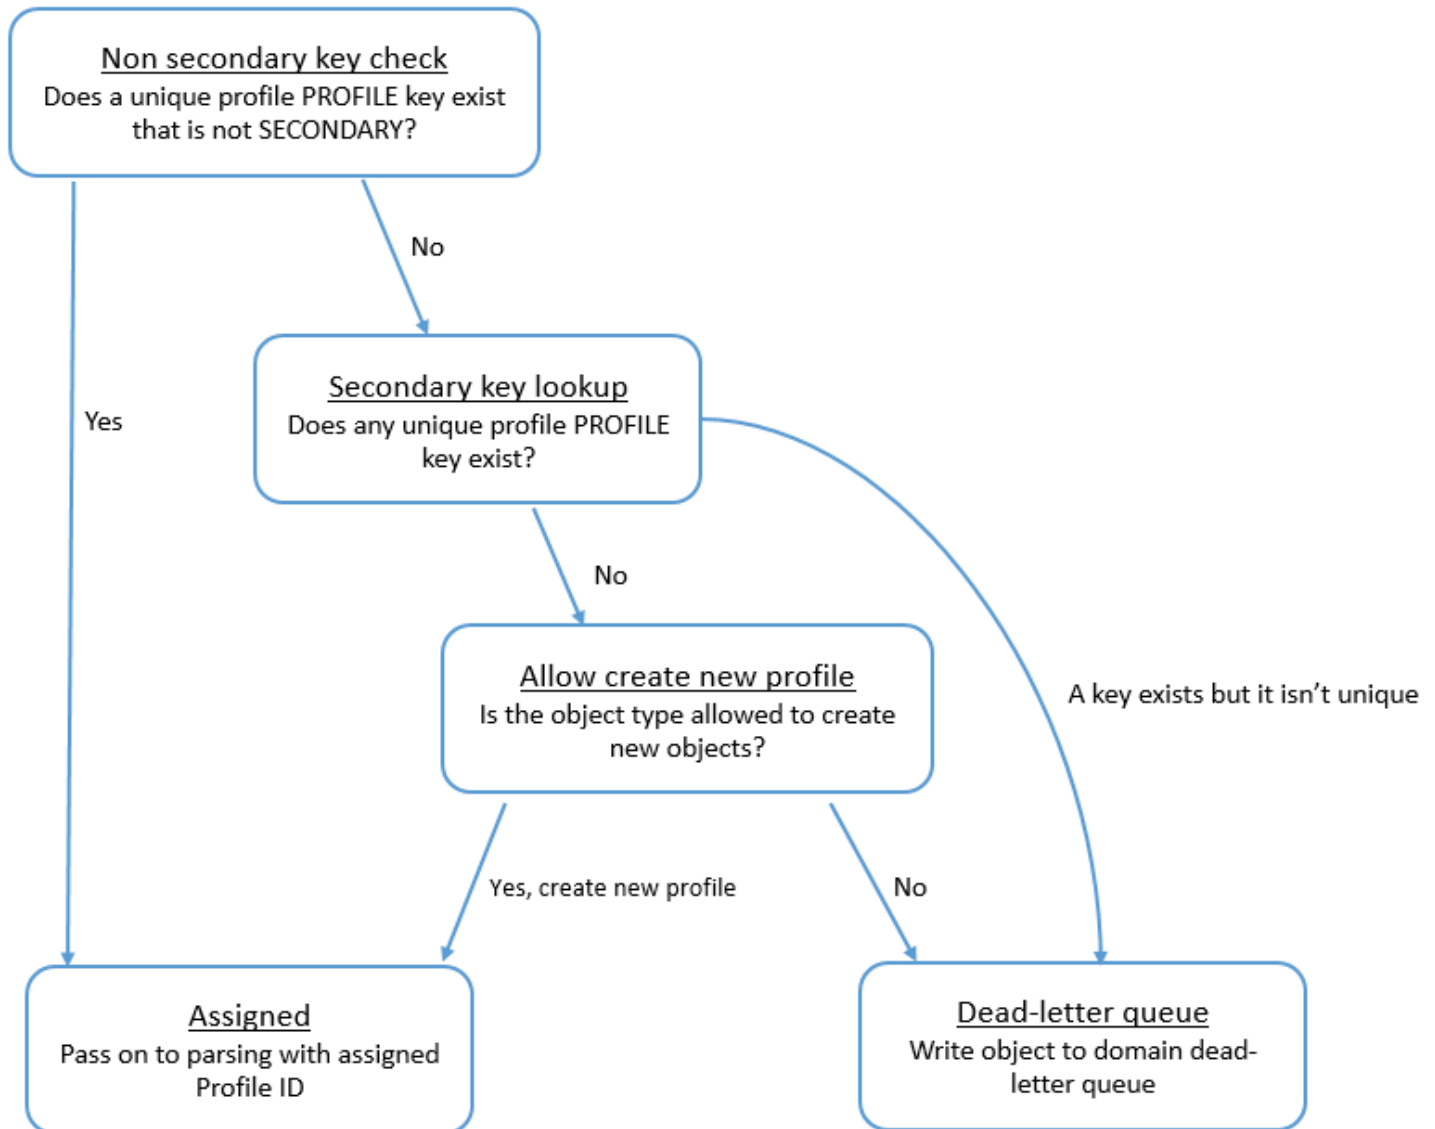 Non secondary key check
Does a unique profile PROFILE key exist
that is not SECONDARY?
No
Yes
Secondary key lookup
Does any unique profile PROFILE
key exist?
No
Allow create new profile
Is the object type allowed to create
new objects?
A key exists but it isn't unique
Yes, create new profile
No
Assigned
Pass on to parsing with assigned
Profile ID
Dead-letter queue
Write object to domain dead-
letter queue